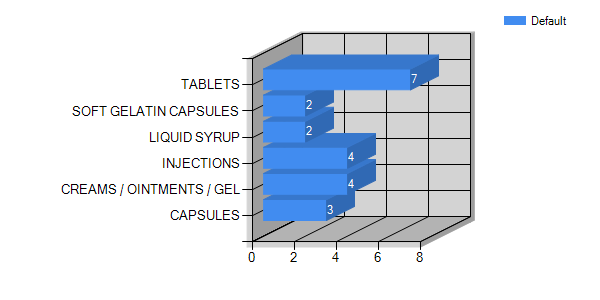 Default
TABLETS
7
SOFT GELATIN CAPSULES
2
LIQUID SYRUP
2
INJECTIONS
4
CREAMS / OINTMENTS / GEL
4
CAPSULES
3
0 2 4 6 8